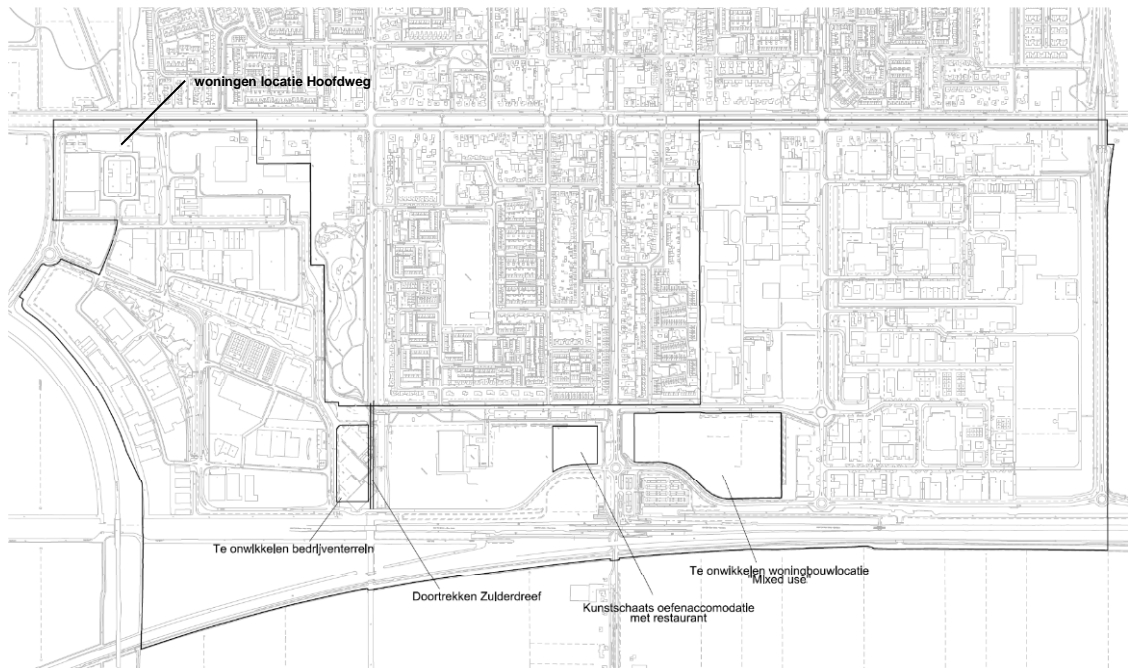 woningen locatie Hoofdweg
Te onwikkelen bedrijventerrein
Doortrekken Zuiderdreef
Kunstschaats oefenaccomodatie
met restaurant
Te onwikkelen woningbouwlocatie
"Mixed use"